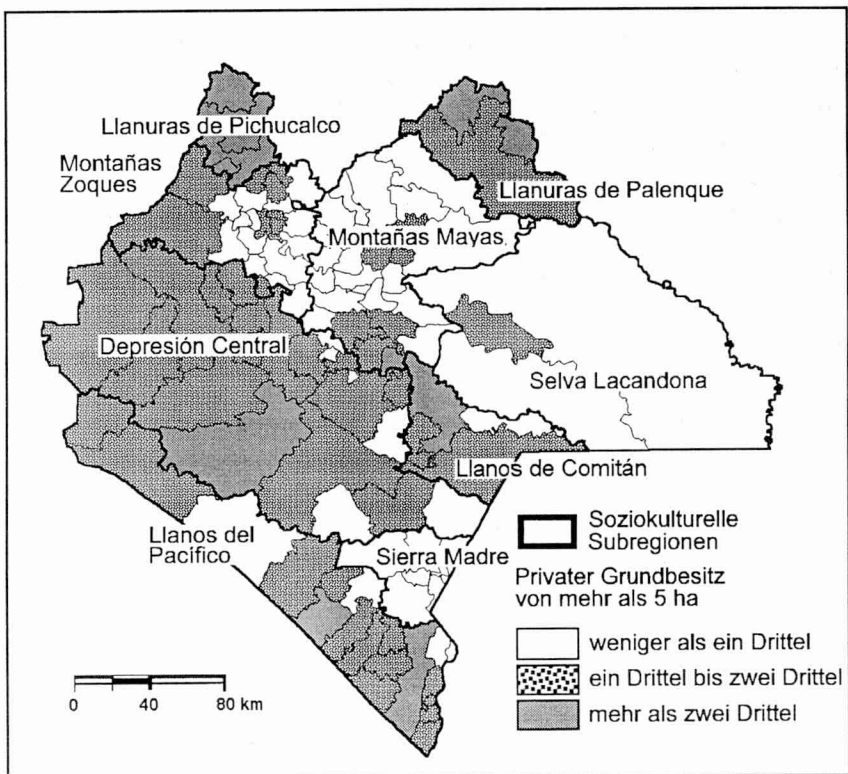 Llanuras de Pichucalco
Montañas
Zoques
Llanuras de Palenque
Montañas Mayas
Depresión Central
Selva Lacandona
Llanos de Comitán
Llanos del
Pacífico
Sierra Madre
Soziokulturelle
Subregionen
Privater Grundbesitz
von mehr als 5 ha
weniger als ein Drittel
ein Drittel bis zwei Drittel
mehr als zwei Drittel
0 40 80 km